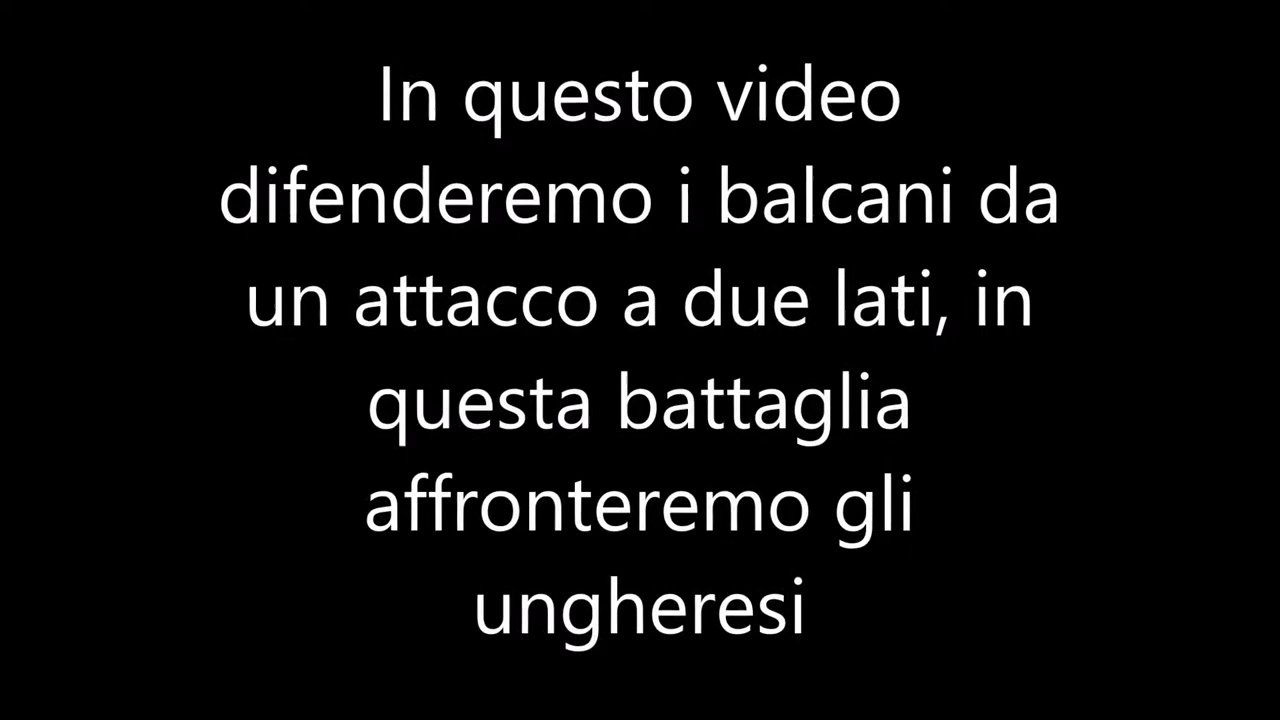 In questo video
difenderemo i balcani da
un attacco a due lati, in
questa battaglia
affronteremo gli
ungheresi